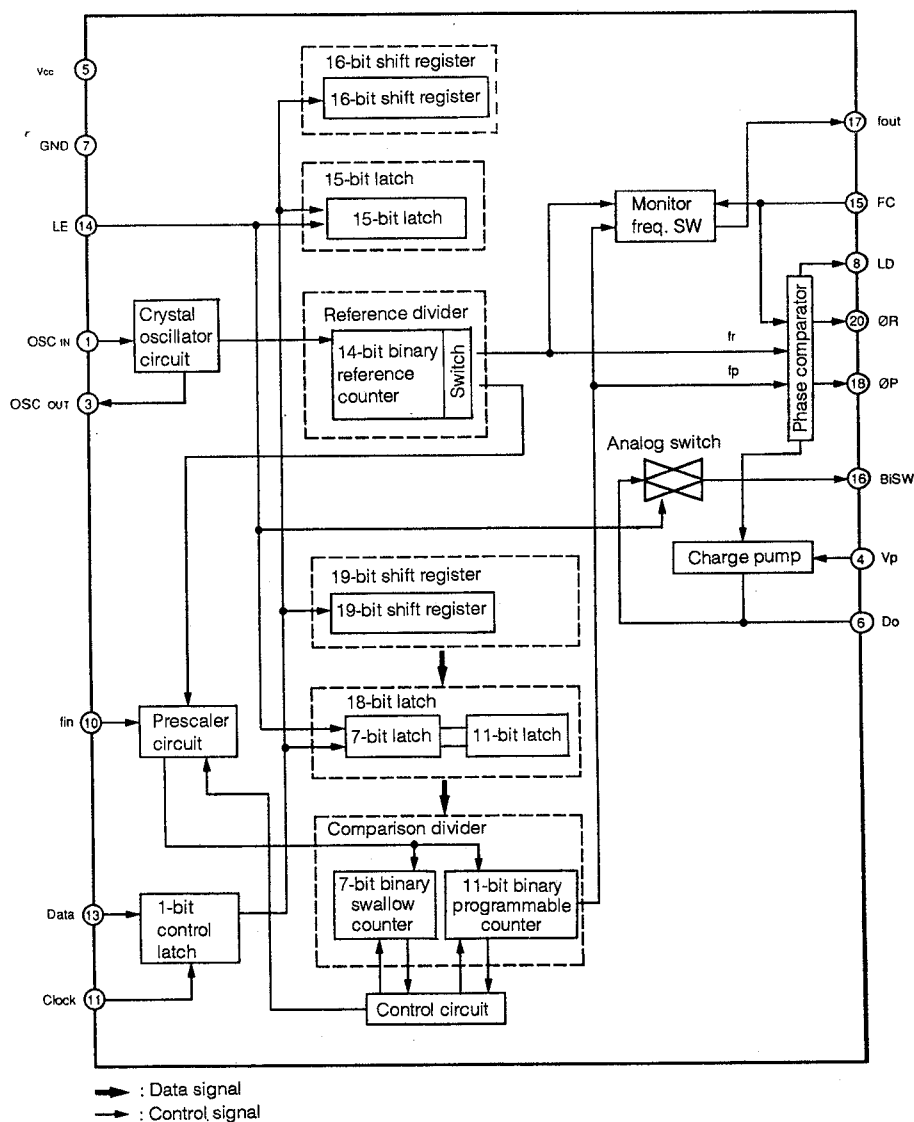 Vcc 5
r
GND 7
LE 14
OSC IN 1
OSC OUT 3
fin 10
Data 13
Clock 11
16-bit shift register
16-bit shift register
15-bit latch
15-bit latch
Crystal
oscillator
circuit
Reference divider
14-bit binary
reference
counter
Switch
Monitor
freq. SW
17 fout
15 FC
8 LD
20 ØR
18 ØP
16 BiSW
4 Vp
6 Do
fr
fp
Phase comparator
Analog switch
Charge pump
19-bit shift register
19-bit shift register
18-bit latch
7-bit latch
11-bit latch
Prescaler
circuit
Comparison divider
7-bit binary
swallow
counter
11-bit binary
programmable
counter
1-bit
control
latch
Control circuit
: Data signal
: Control signal